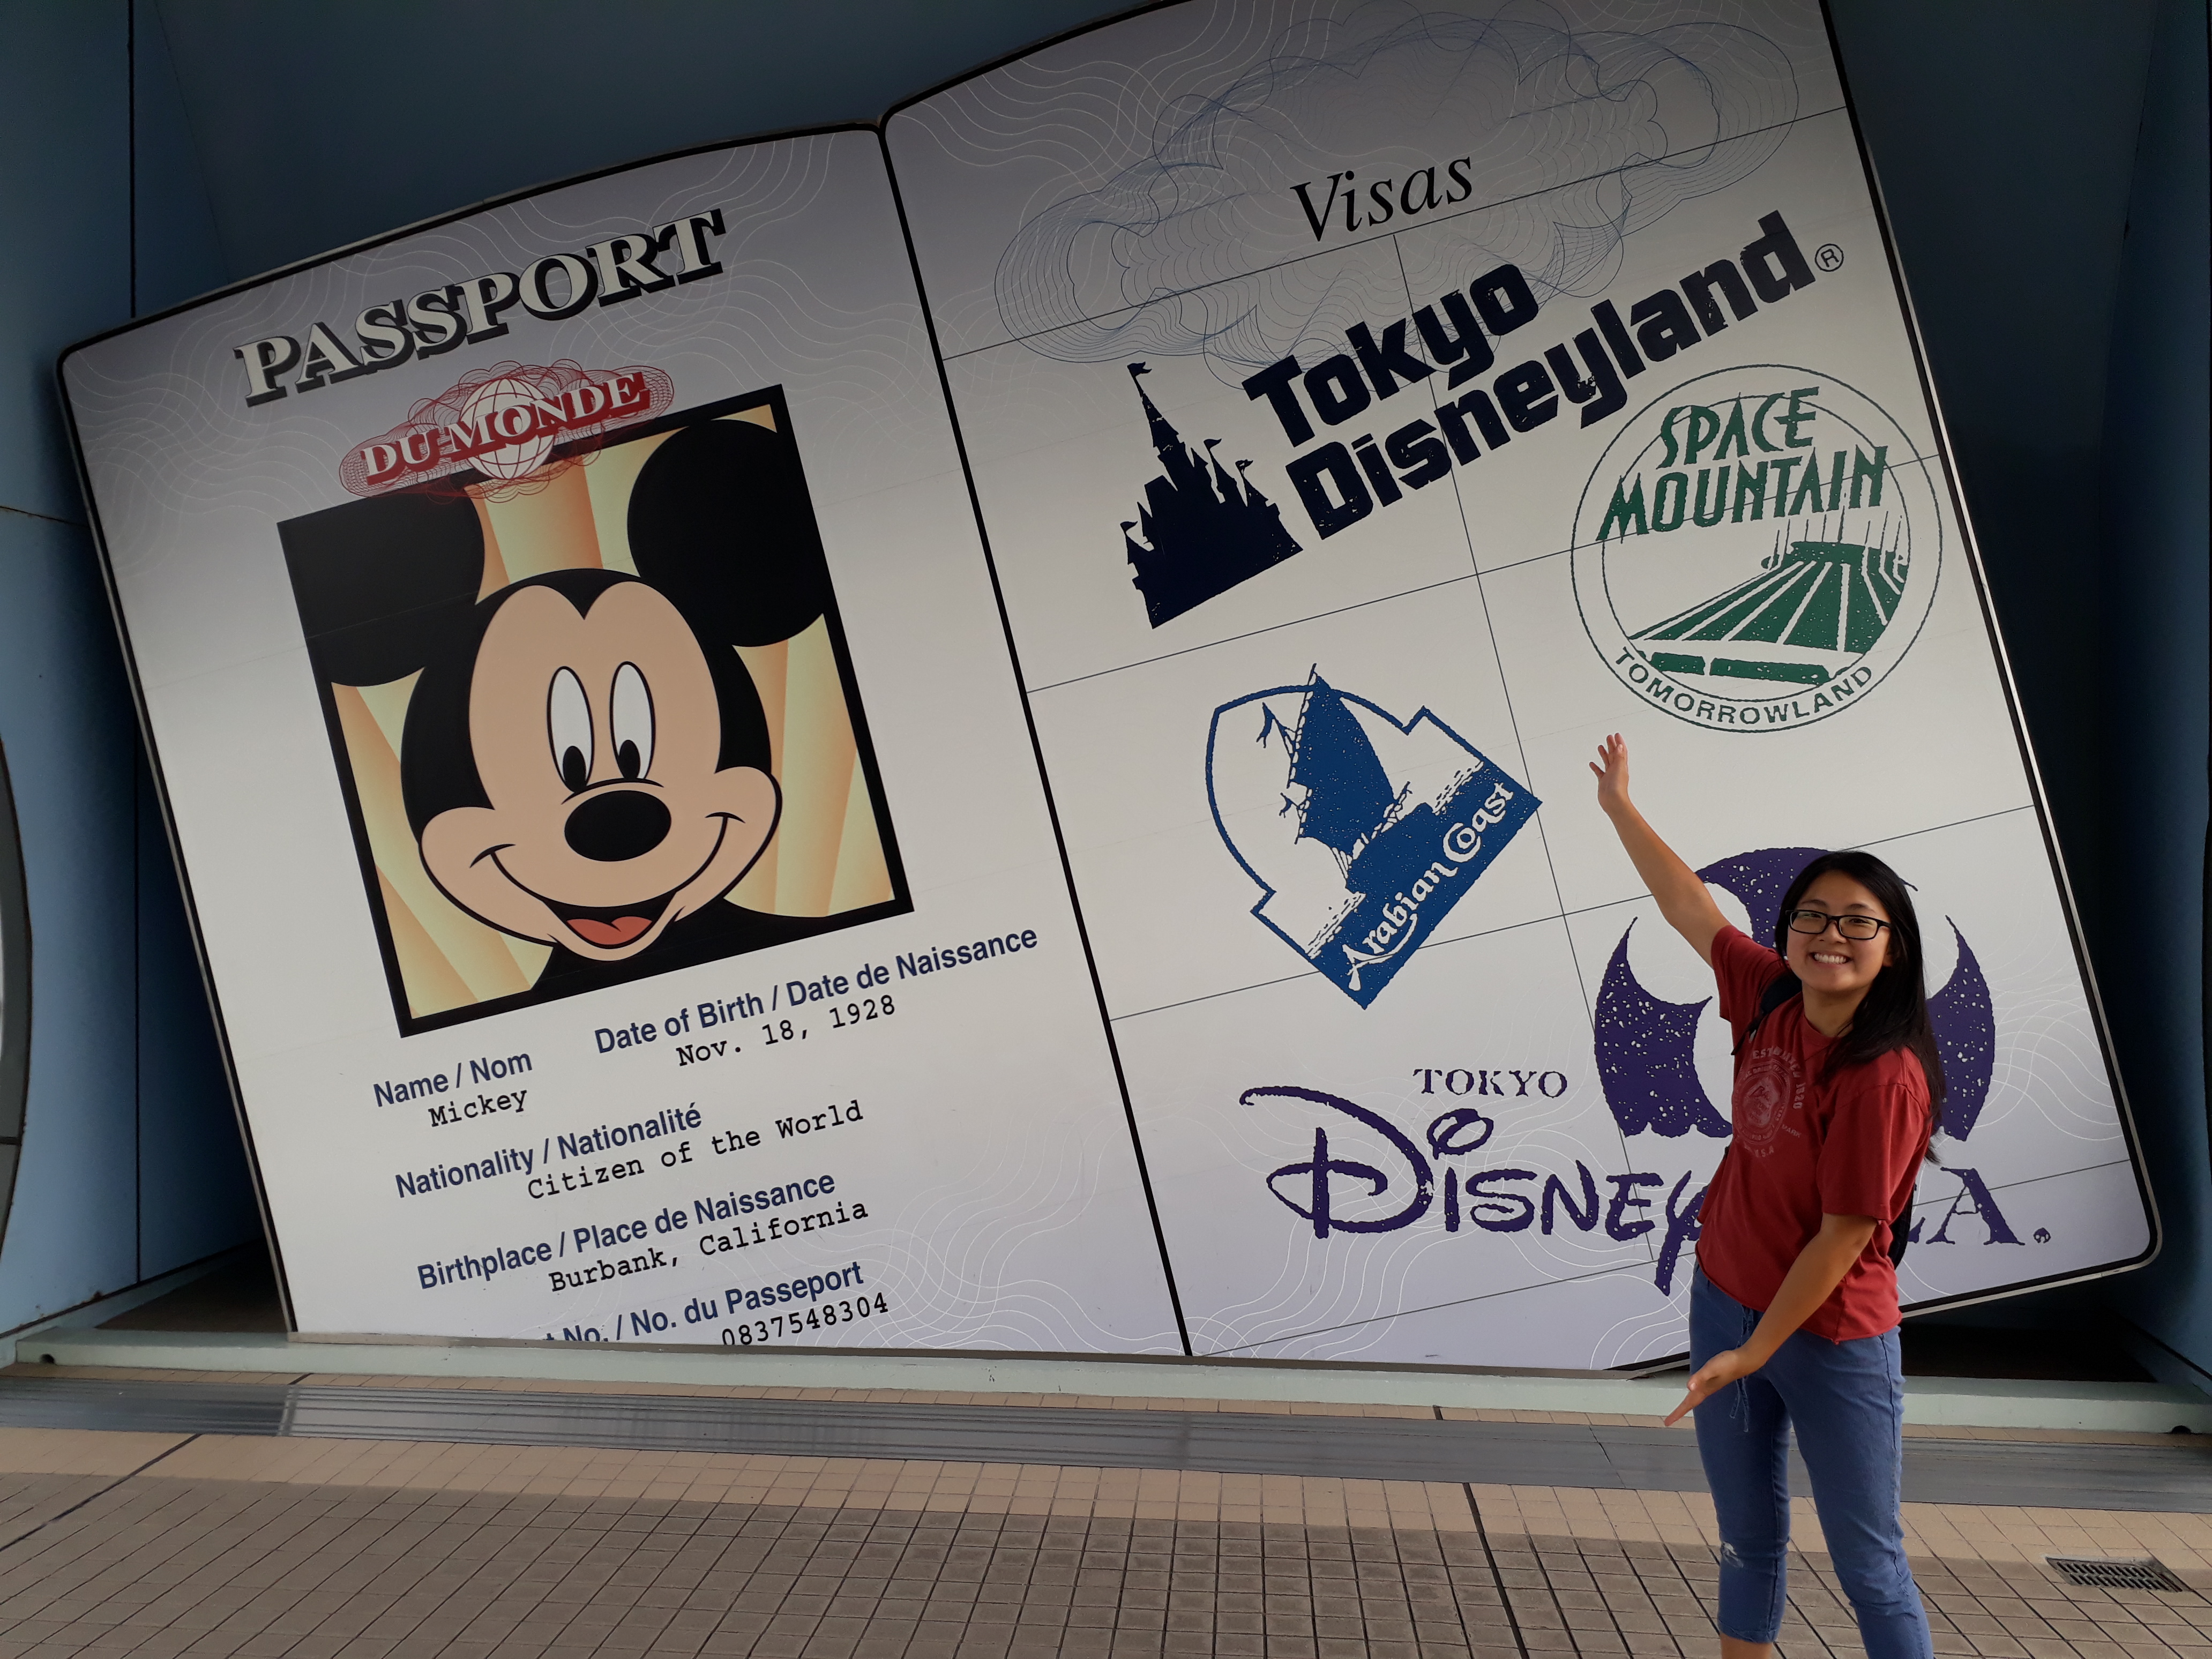 PASSPORT
DU MONDE
Name / Nom
Mickey
Date of Birth / Date de Naissance
Nov. 18, 1928
Nationality / Nationalité
Citizen of the World
Birthplace / Place de Naissance
Burbank, California
No. / No. du Passeport
0837548304
Visas
Tokyo
Disneyland®
SPACE
MOUNTAIN
TOMORROWLAND
Arabian Coast
TOKYO
DISNEY
A.